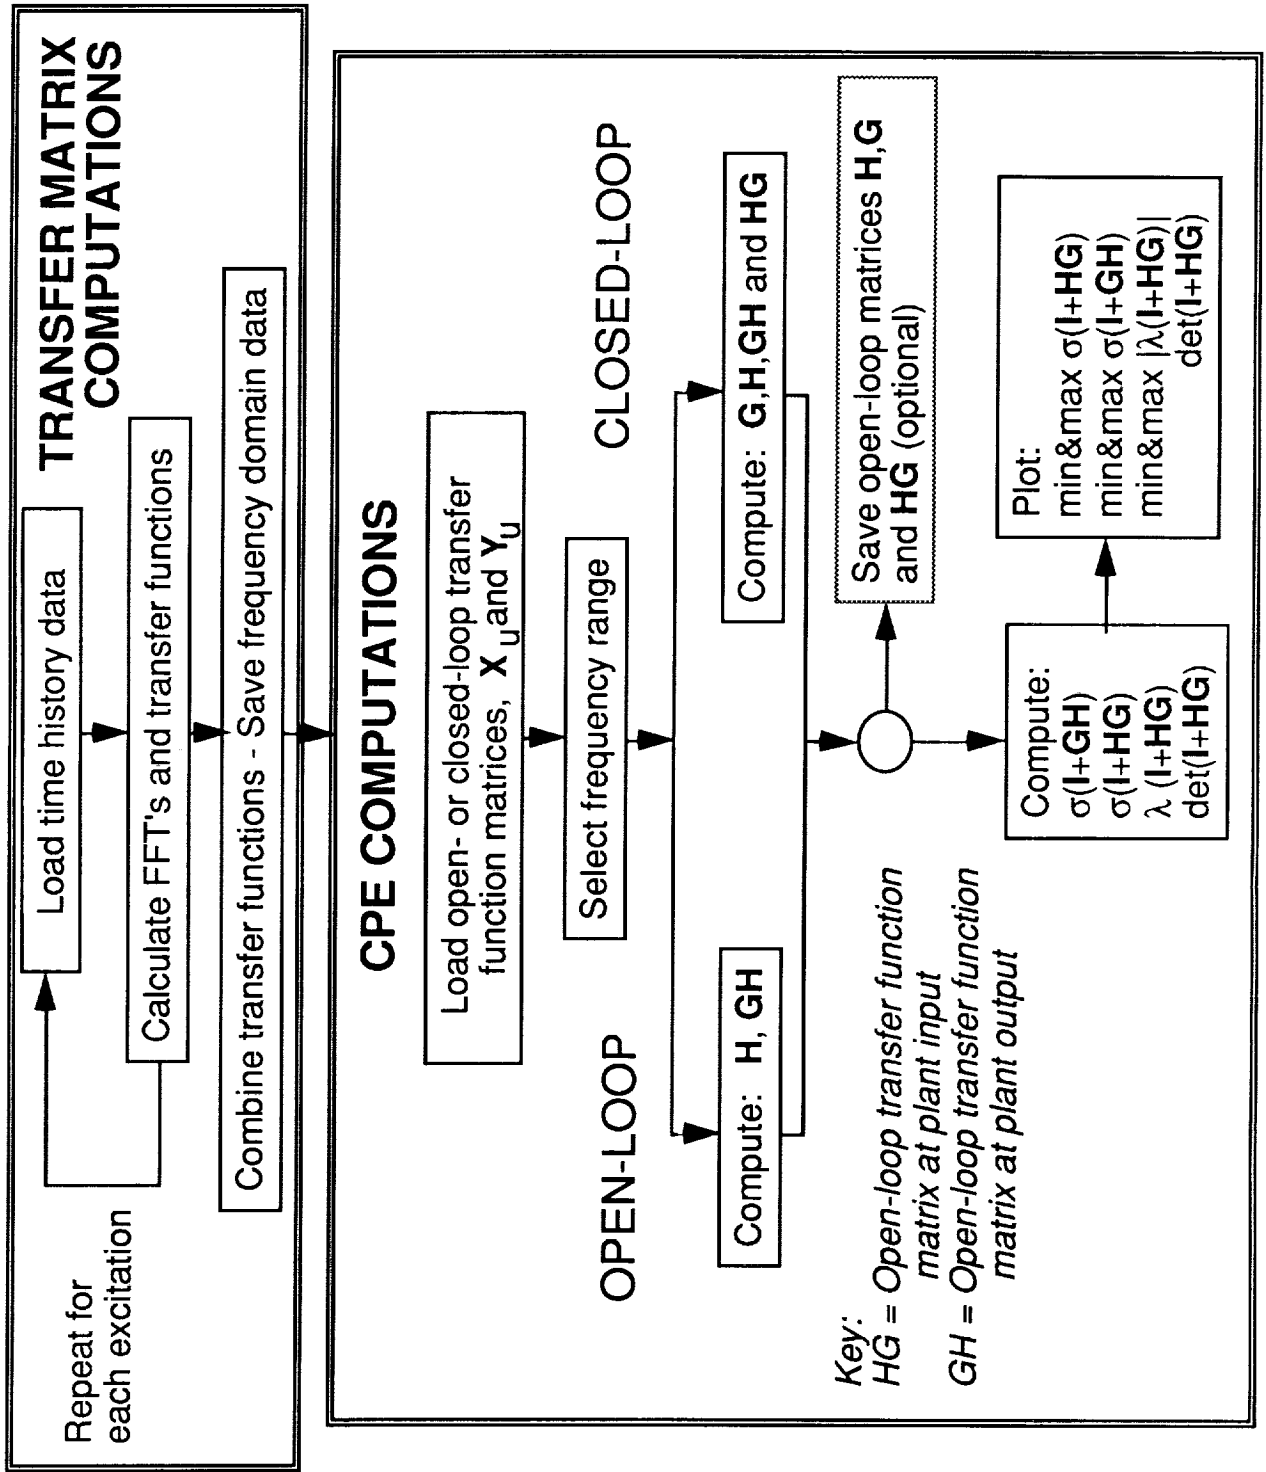 TRANSFER MATRIX
COMPUTATIONS
Load time history data
Calculate FFT's and transfer functions
Combine transfer functions - Save frequency domain data
Repeat for
each excitation
CPE COMPUTATIONS
Load open- or closed-loop transfer
function matrices, X_u and Y_u
Select frequency range
OPEN-LOOP
CLOSED-LOOP
Compute: H, GH
Compute: G,H,GH and HG
Save open-loop matrices H,G
and HG (optional)
Compute:
σ(I+GH)
σ(I+HG)
λ (I+HG)
det(I+HG)
Plot:
min&max σ(I+HG)
min&max σ(I+GH)
min&max |λ(I+HG)|
det(I+HG)
Key:
HG = Open-loop transfer function
matrix at plant input
GH = Open-loop transfer function
matrix at plant output